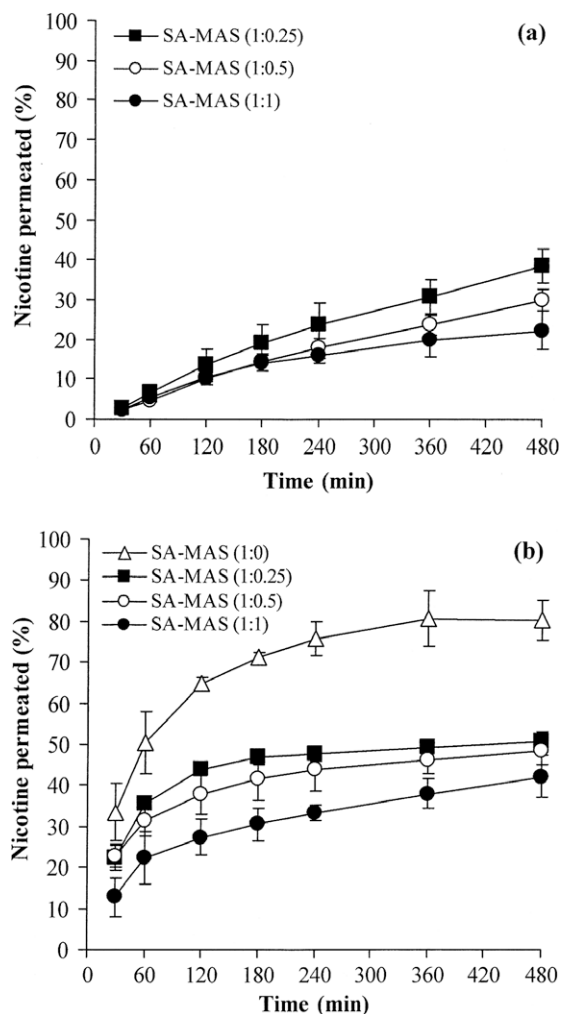 (a)
SA-MAS (1:0.25)
SA-MAS (1:0.5)
SA-MAS (1:1)
Nicotine permeated (%)
100
90
80
70
60
50
40
30
20
10
0
0 60 120 180 240 300 360 420 480
Time (min)
(b)
SA-MAS (1:0)
SA-MAS (1:0.25)
SA-MAS (1:0.5)
SA-MAS (1:1)
Nicotine permeated (%)
100
90
80
70
60
50
40
30
20
10
0
0 60 120 180 240 300 360 420 480
Time (min)